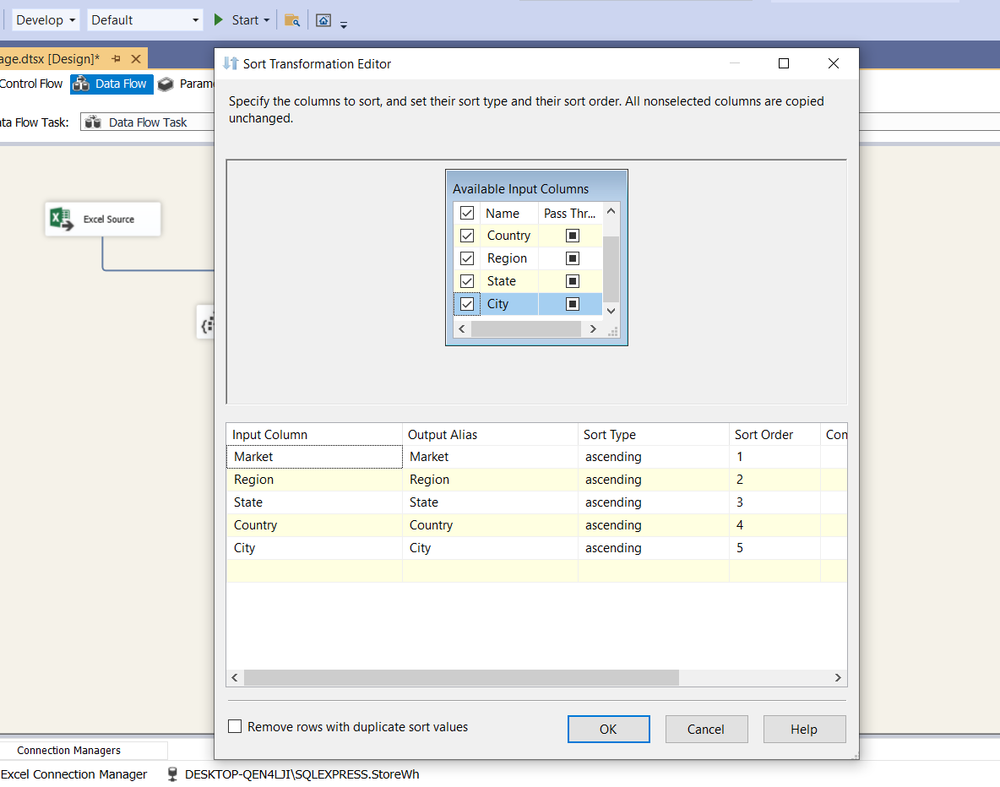 Develop Default Start
age.dtsx [Design]*
Control Flow Data Flow Param
ta Flow Task: Data Flow Task
Excel Source
Sort Transformation Editor
Specify the columns to sort, and set their sort type and their sort order. All nonselected columns are copied
unchanged.
Available Input Columns
Name Pass Thr...
Country
Region
State
City
Input Column Output Alias Sort Type Sort Order Con
Market Market ascending 1
Region Region ascending 2
State State ascending 3
Country Country ascending 4
City City ascending 5
Remove rows with duplicate sort values
OK Cancel Help
Connection Managers
Excel Connection Manager DESKTOP-QEN4LJI\SQLEXPRESS.StoreWh